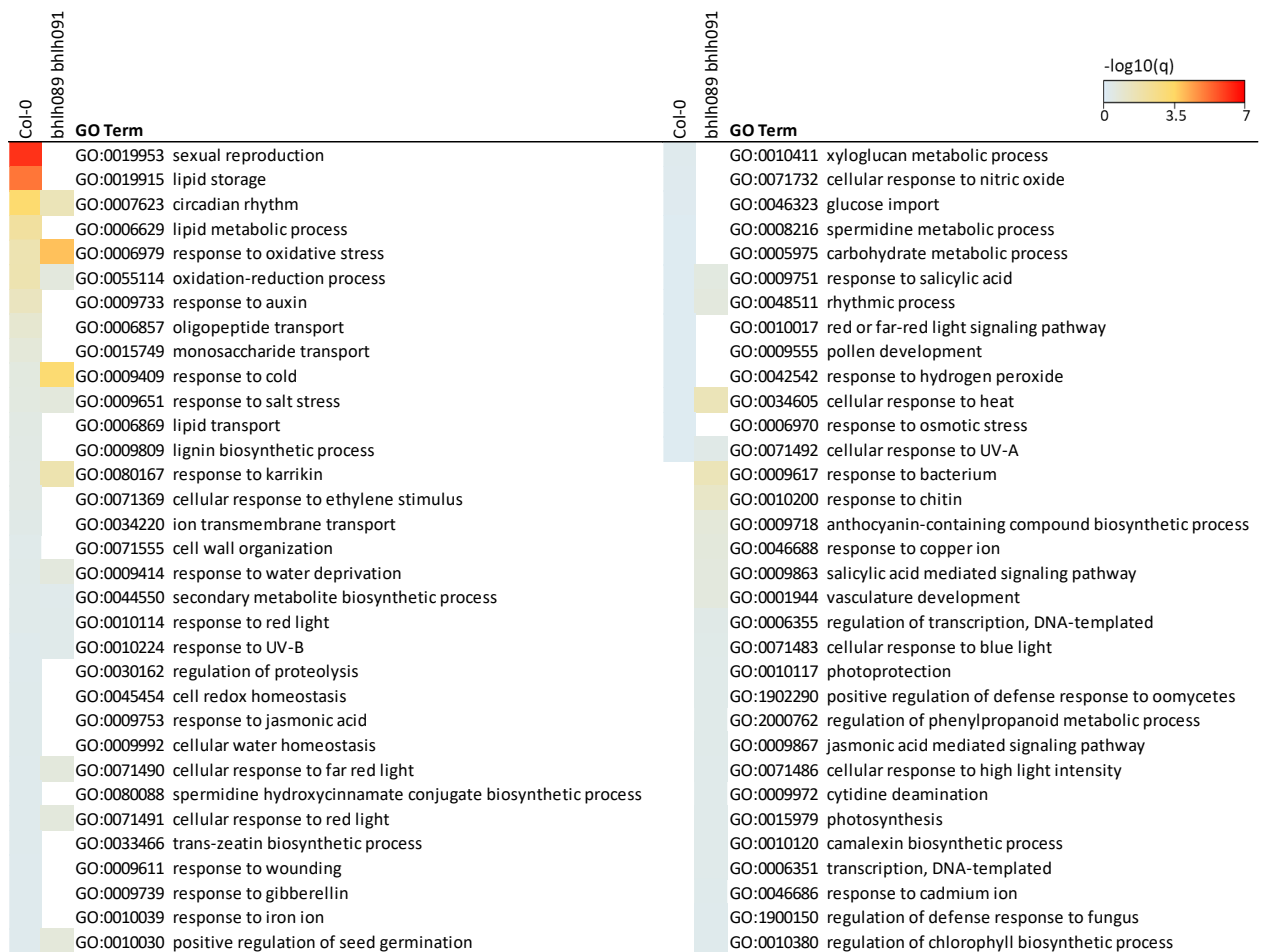 Col-0
bhlh089 bhlh091
GO Term
Col-0
bhlh089 bhlh091
GO Term
-log10(q)
0 3.5 7
GO:0019953 sexual reproduction
GO:0019915 lipid storage
GO:0007623 circadian rhythm
GO:0006629 lipid metabolic process
GO:0006979 response to oxidative stress
GO:0055114 oxidation-reduction process
GO:0009733 response to auxin
GO:0006857 oligopeptide transport
GO:0015749 monosaccharide transport
GO:0009409 response to cold
GO:0009651 response to salt stress
GO:0006869 lipid transport
GO:0009809 lignin biosynthetic process
GO:0080167 response to karrikin
GO:0071369 cellular response to ethylene stimulus
GO:0034220 ion transmembrane transport
GO:0071555 cell wall organization
GO:0009414 response to water deprivation
GO:0044550 secondary metabolite biosynthetic process
GO:0010114 response to red light
GO:0010224 response to UV-B
GO:0030162 regulation of proteolysis
GO:0045454 cell redox homeostasis
GO:0009753 response to jasmonic acid
GO:0009992 cellular water homeostasis
GO:0071490 cellular response to far red light
GO:0080088 spermidine hydroxycinnamate conjugate biosynthetic process
GO:0071491 cellular response to red light
GO:0033466 trans-zeatin biosynthetic process
GO:0009611 response to wounding
GO:0009739 response to gibberellin
GO:0010039 response to iron ion
GO:0010030 positive regulation of seed germination
GO:0010411 xyloglucan metabolic process
GO:0071732 cellular response to nitric oxide
GO:0046323 glucose import
GO:0008216 spermidine metabolic process
GO:0005975 carbohydrate metabolic process
GO:0009751 response to salicylic acid
GO:0048511 rhythmic process
GO:0010017 red or far-red light signaling pathway
GO:0009555 pollen development
GO:0042542 response to hydrogen peroxide
GO:0034605 cellular response to heat
GO:0006970 response to osmotic stress
GO:0071492 cellular response to UV-A
GO:0009617 response to bacterium
GO:0010200 response to chitin
GO:0009718 anthocyanin-containing compound biosynthetic process
GO:0046688 response to copper ion
GO:0009863 salicylic acid mediated signaling pathway
GO:0001944 vasculature development
GO:0006355 regulation of transcription, DNA-templated
GO:0071483 cellular response to blue light
GO:0010117 photoprotection
GO:1902290 positive regulation of defense response to oomycetes
GO:2000762 regulation of phenylpropanoid metabolic process
GO:0009867 jasmonic acid mediated signaling pathway
GO:0071486 cellular response to high light intensity
GO:0009972 cytidine deamination
GO:0015979 photosynthesis
GO:0010120 camalexin biosynthetic process
GO:0006351 transcription, DNA-templated
GO:0046686 response to cadmium ion
GO:1900150 regulation of defense response to fungus
GO:0010380 regulation of chlorophyll biosynthetic process